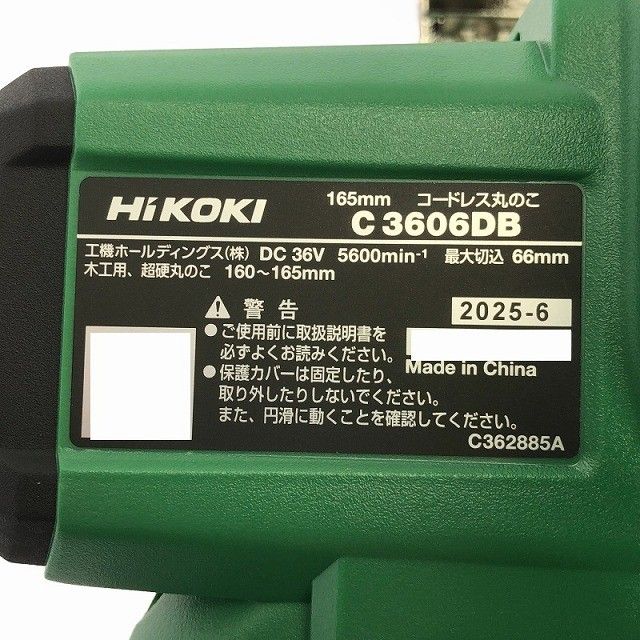 HiKOKI
165mm コードレス丸のこ
C 3606DB
工機ホールディングス(株) DC 36V 5600min-1 最大切込 66mm
木工用、超硬丸のこ 160～165mm
警告
2025-6
●ご使用前に取扱説明書を
必ずよくお読みください。
Made in China
●保護カバーは固定したり、
取り外したりしないでください。
また、円滑に動くことを確認してください。
C362885A